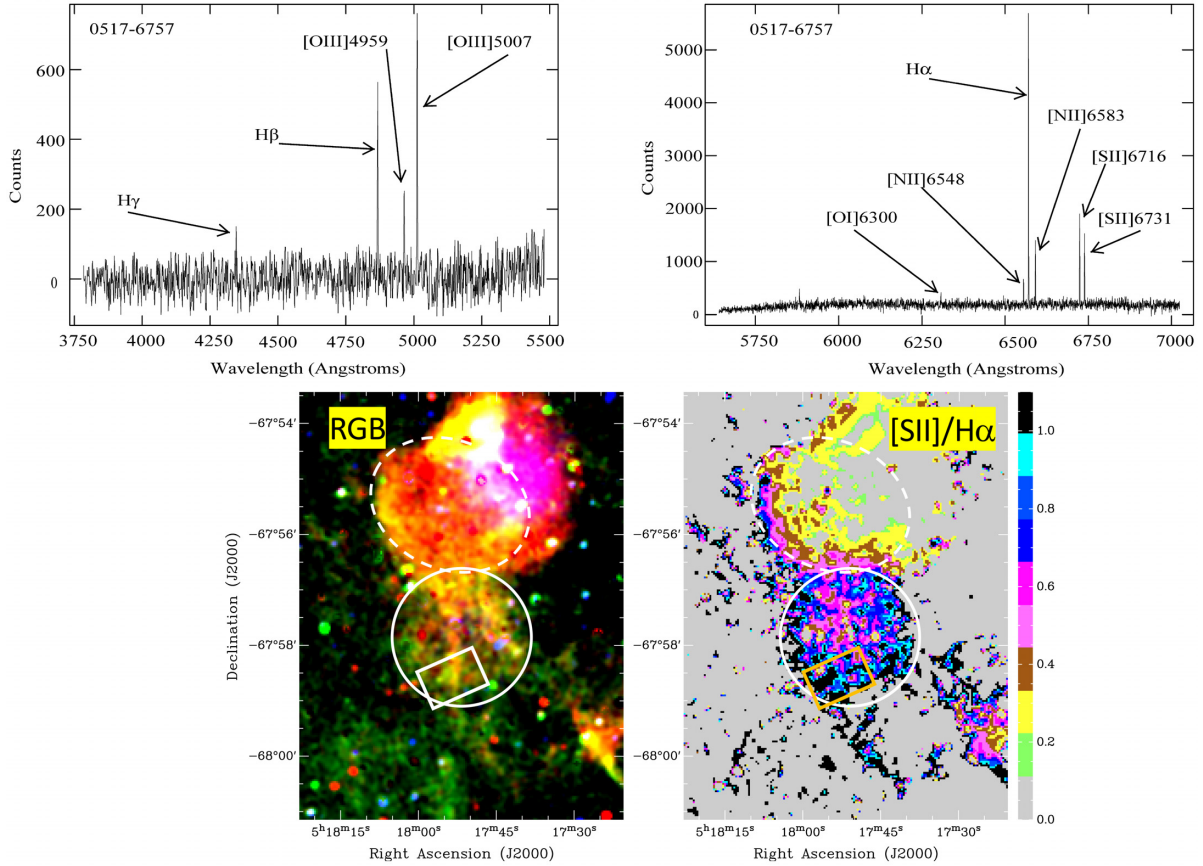 0517-6757
[OIII]4959
[OIII]5007
Hβ
Hγ
600
400
200
0
Counts
3750
4000
4250
4500
4750
5000
5250
5500
Wavelength (Angstroms)
0517-6757
Hα
[NII]6583
[NII]6548
[SII]6716
[OI]6300
[SII]6731
5000
4000
3000
2000
1000
0
Counts
5750
6000
6250
6500
6750
7000
Wavelength (Angstroms)
RGB
−67°54′
−67°56′
−67°58′
−68°00′
Declination (J2000)
5ʰ18ᵐ15ˢ
18ᵐ00ˢ
17ᵐ45ˢ
17ᵐ30ˢ
Right Ascension (J2000)
[SII]/Hα
−67°54′
−67°56′
−67°58′
−68°00′
5ʰ18ᵐ15ˢ
18ᵐ00ˢ
17ᵐ45ˢ
17ᵐ30ˢ
Right Ascension (J2000)
1.0
0.8
0.6
0.4
0.2
0.0